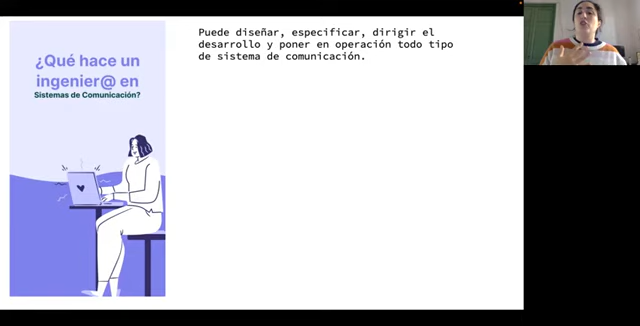 ¿Qué hace un
ingenier@ en
Sistemas de Comunicación?
Puede diseñar, especificar, dirigir el
desarrollo y poner en operación todo tipo
de sistema de comunicación.